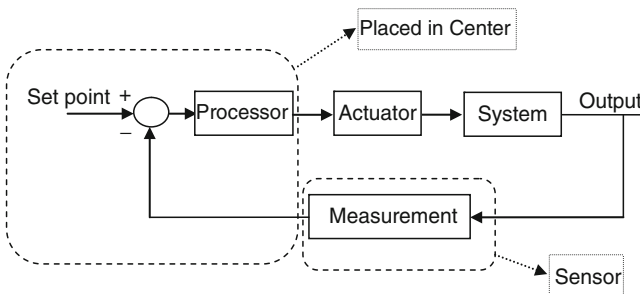 Placed in Center
Set point +
Processor
Actuator
System
Output
−
Measurement
Sensor